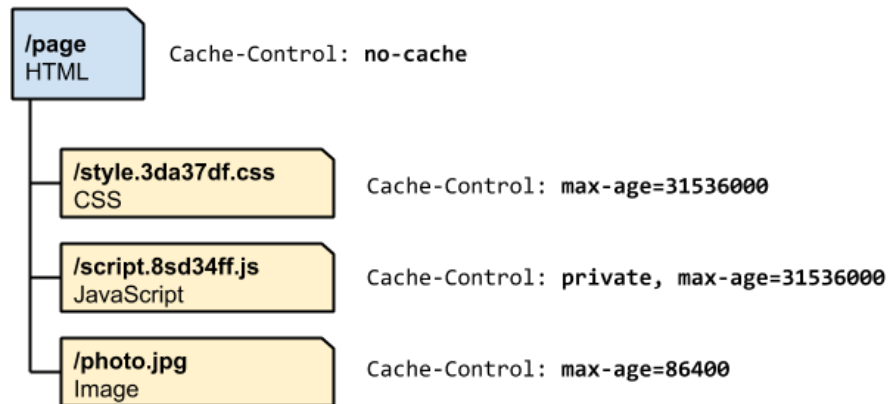 /page
HTML
Cache-Control: no-cache
/style.3da37df.css
CSS
Cache-Control: max-age=31536000
/script.8sd34ff.js
JavaScript
Cache-Control: private, max-age=31536000
/photo.jpg
Image
Cache-Control: max-age=86400